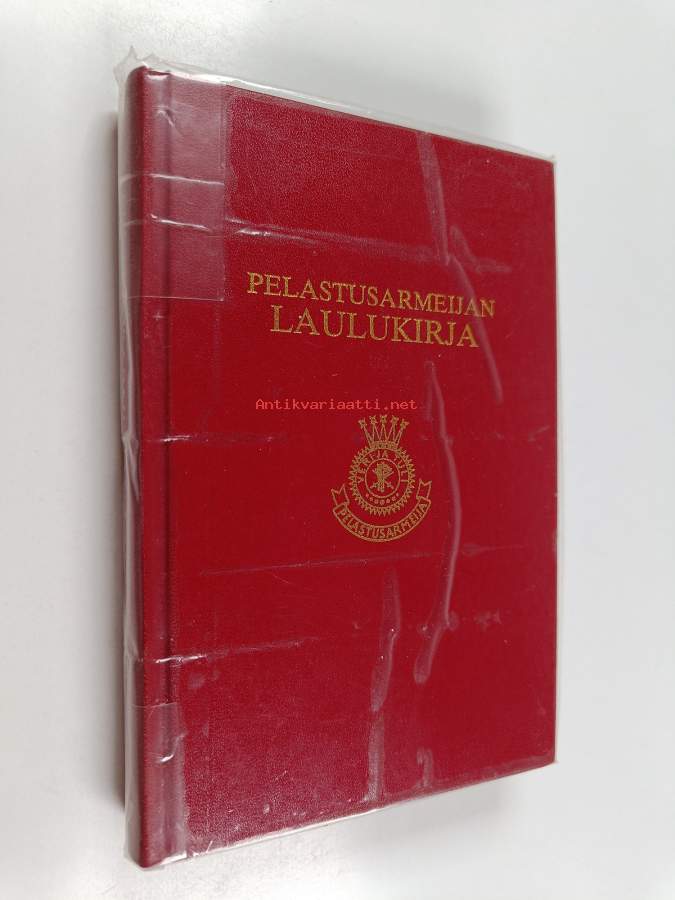 PELASTUSARMEIJAN
LAULUKIRJA
Antikvariaatti.net
VERI JA TULI
PELASTUSARMEIJA